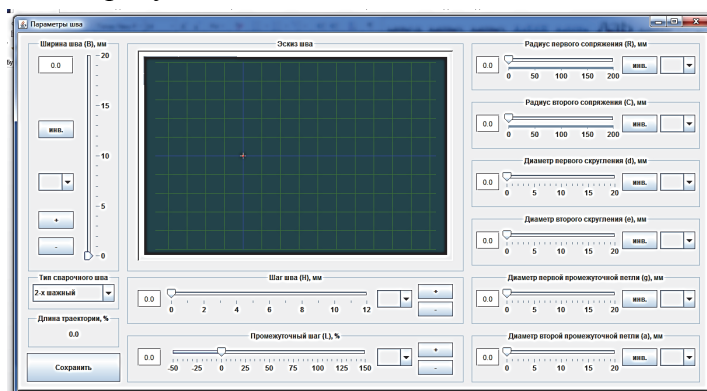 Параметры шва
Ширина шва (B), мм
0.0
20
15
10
5
0
инв.
+
-
Тип сварочного шва
2-х шажный
Длина траектории, %
0.0
Сохранить
Эскиз шва
Шаг шва (H), мм
0.0
0 2 4 6 8 10 12
+
-
Промежуточный шаг (L), %
0.0
-50 -25 0 25 50 75 100 125 150
+
-
Радиус первого сопряжения (R), мм
0.0
0 50 100 150 200
инв.
Радиус второго сопряжения (C), мм
0.0
0 50 100 150 200
инв.
Диаметр первого скругления (d), мм
0.0
0 5 10 15 20
инв.
Диаметр второго скругления (e), мм
0.0
0 5 10 15 20
инв.
Диаметр первой промежуточной петли (g), мм
0.0
0 5 10 15 20
инв.
Диаметр второй промежуточной петли (a), мм
0.0
0 5 10 15 20
инв.